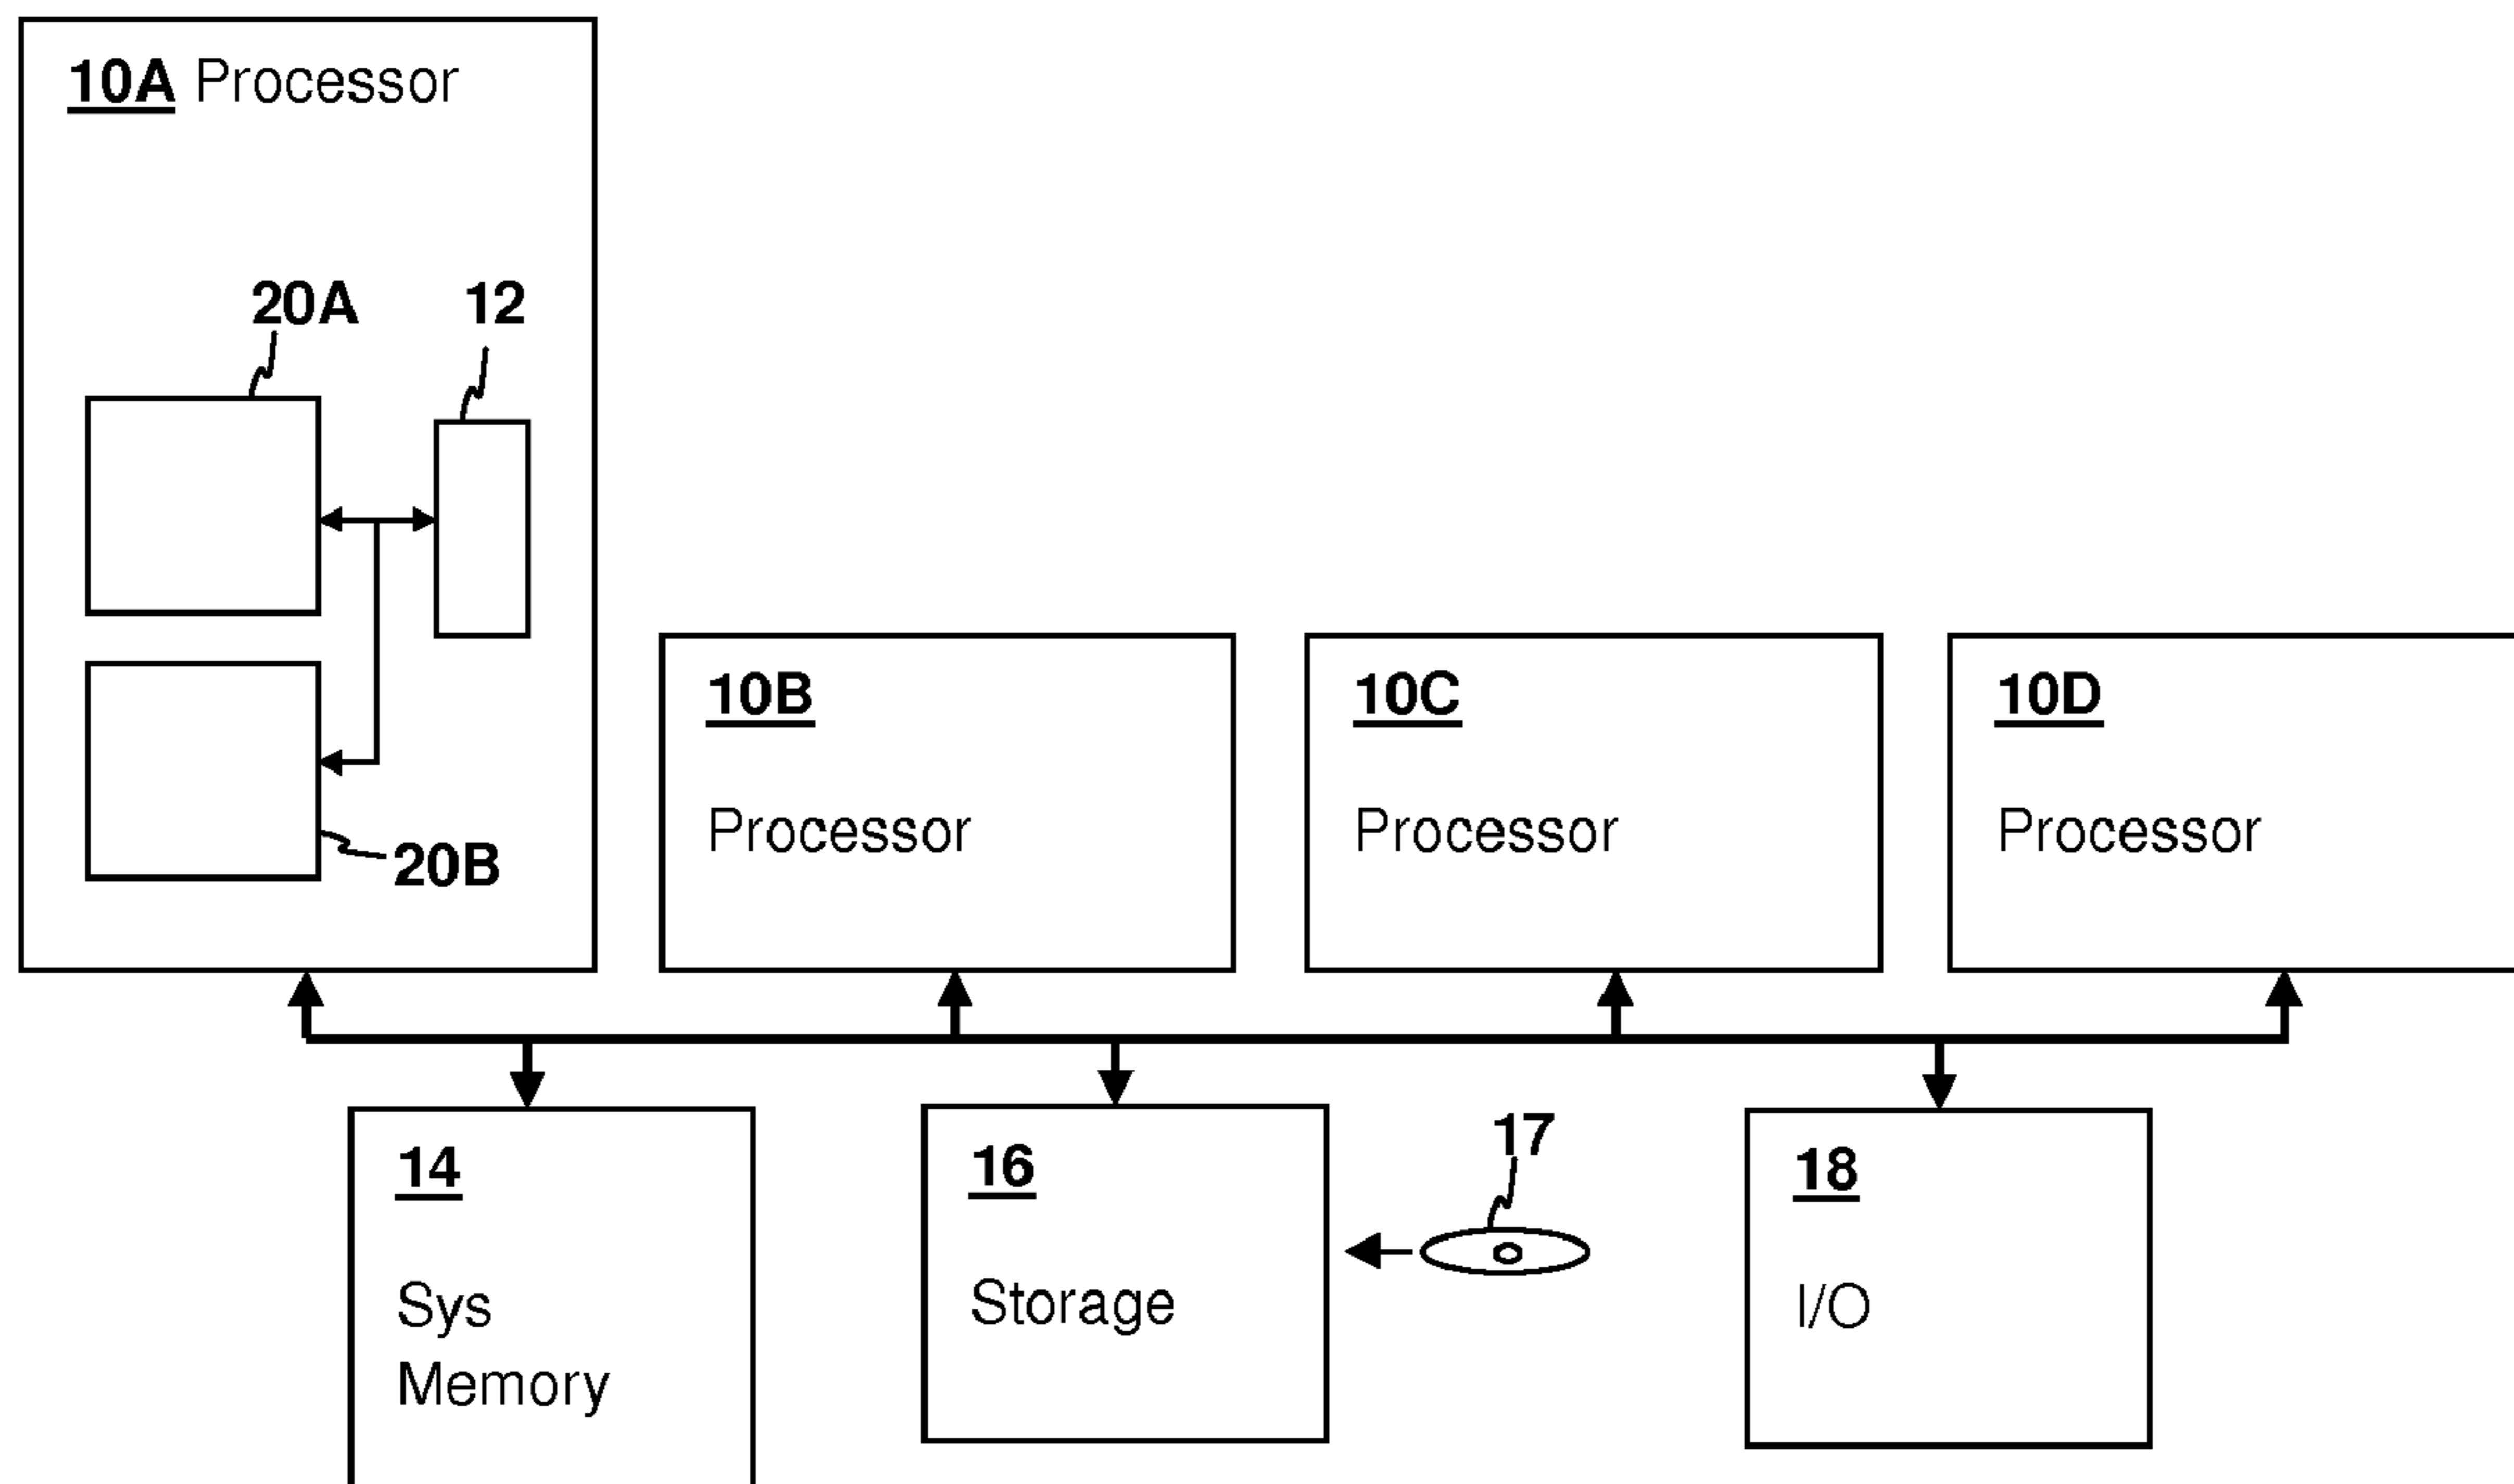 10A Processor
20A
12
20B
10B
Processor
10C
Processor
10D
Processor
14
Sys
Memory
16
Storage
17
18
I/O